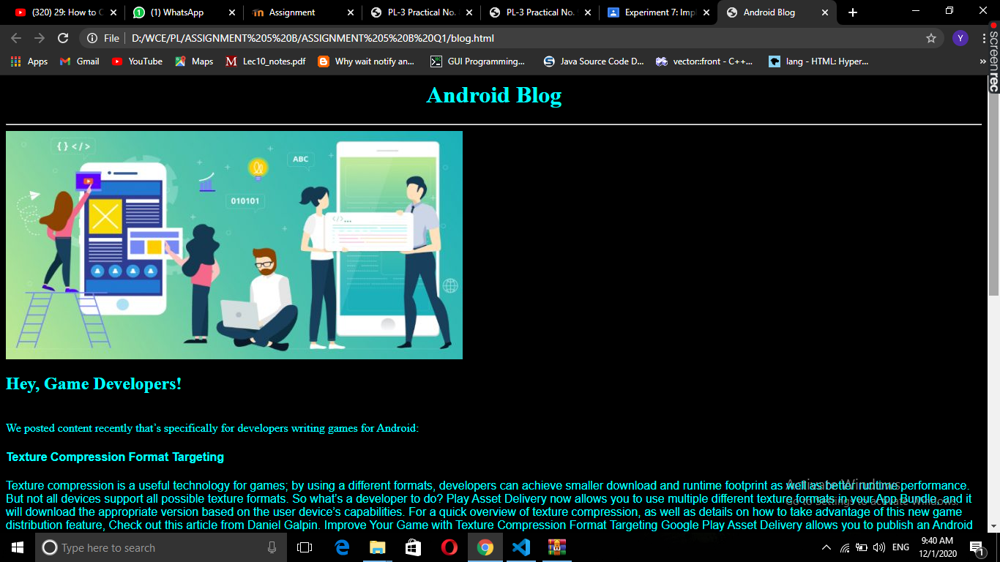 (320) 29: How to C
(1) WhatsApp
Assignment
PL-3 Practical No.
PL-3 Practical No.
Experiment 7: Imp
Android Blog
File D:/WCE/PL/ASSIGNMENT%205%20B/ASSIGNMENT%205%20B%20Q1/blog.html
Y
Apps Gmail YouTube Maps Lec10_notes.pdf Why wait notify an... GUI Programming... Java Source Code D... vector::front - C++... lang - HTML: Hyper... »
screenrec
Android Blog
{ } </>
ABC
010101
</>...
Hey, Game Developers!
We posted content recently that’s specifically for developers writing games for Android:
Texture Compression Format Targeting
Texture compression is a useful technology for games; by using a different formats, developers can achieve smaller download and runtime footprint as well as better runtime performance.
But not all devices support all possible texture formats. So what’s a developer to do? Play Asset Delivery now allows you to use multiple different texture formats in your App Bundle, and it
will download the appropriate version based on the user device’s capabilities. For a quick overview of texture compression, as well as details on how to take advantage of this new game
distribution feature, Check out this article from Daniel Galpin. Improve Your Game with Texture Compression Format Targeting Google Play Asset Delivery allows you to publish an Android
Activate Windows
Go to Settings to activate Windows.
Type here to search
ENG
9:40 AM
12/1/2020
1